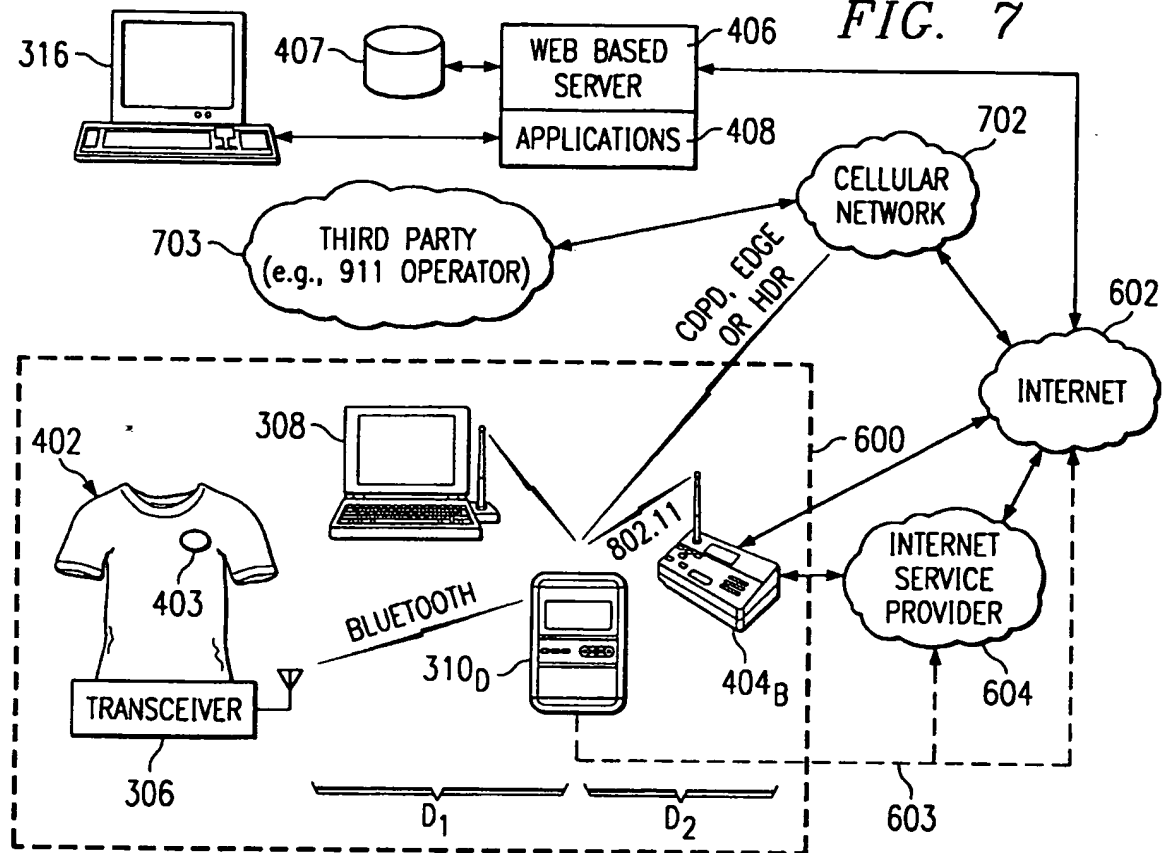 FIG. 7
316
407
WEB BASED
SERVER
406
APPLICATIONS
408
702
CELLULAR
NETWORK
703
THIRD PARTY
(e.g., 911 OPERATOR)
CDPD, EDGE
OR HDR
602
INTERNET
402
308
600
802.11
403
BLUETOOTH
INTERNET
SERVICE
PROVIDER
310D
404B
604
TRANSCEIVER
306
D1
D2
603